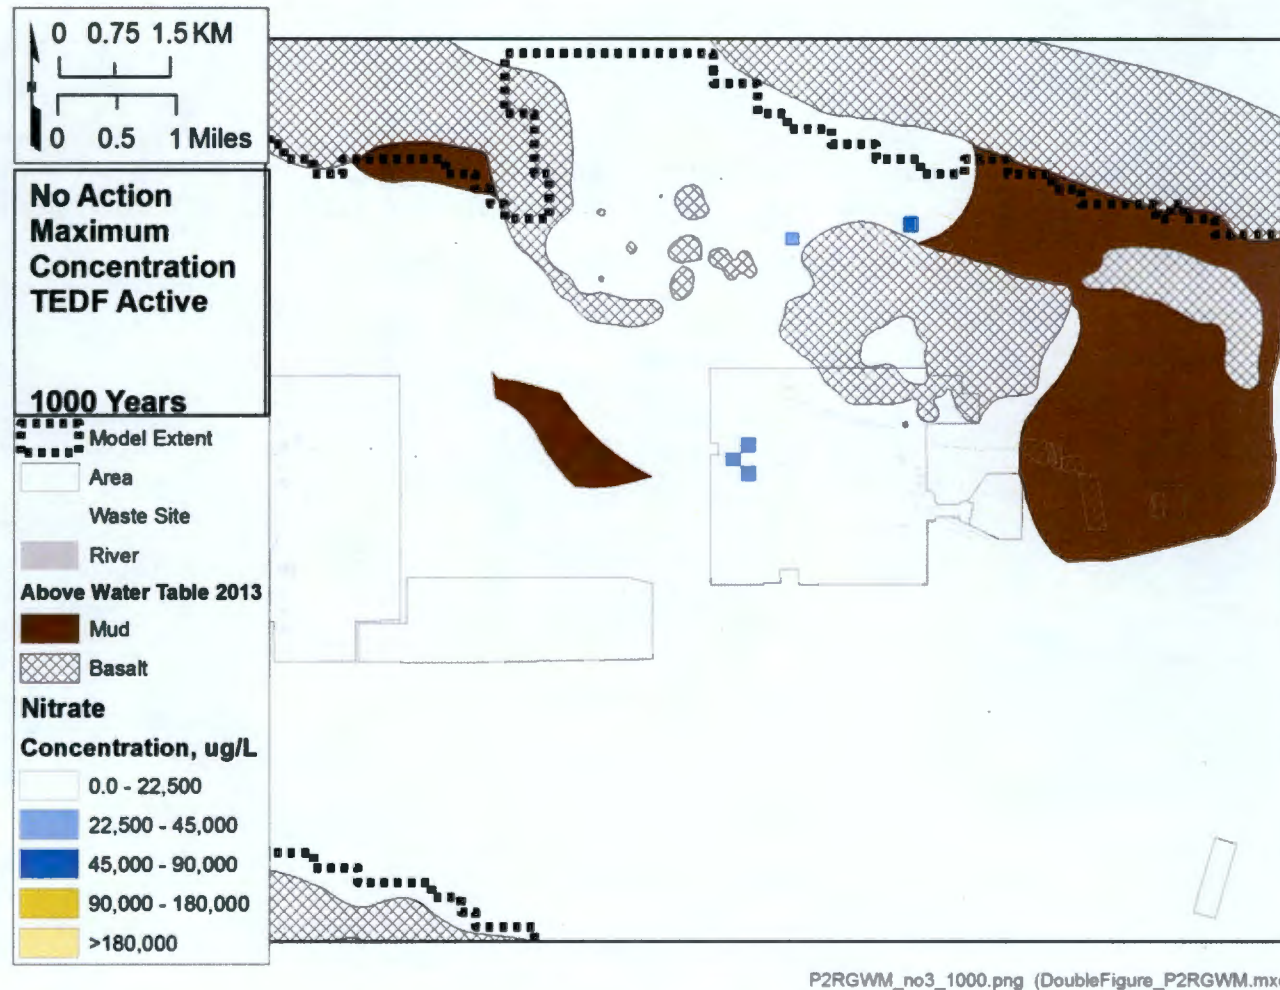 0 0.75 1.5 KM
0 0.5 1 Miles
No Action
Maximum
Concentration
TEDF Active
1000 Years
Model Extent
Area
Waste Site
River
Above Water Table 2013
Mud
Basalt
Nitrate
Concentration, ug/L
0.0 - 22,500
22,500 - 45,000
45,000 - 90,000
90,000 - 180,000
>180,000
P2RGWM_no3_1000.png (DoubleFigure_P2RGWM.mx